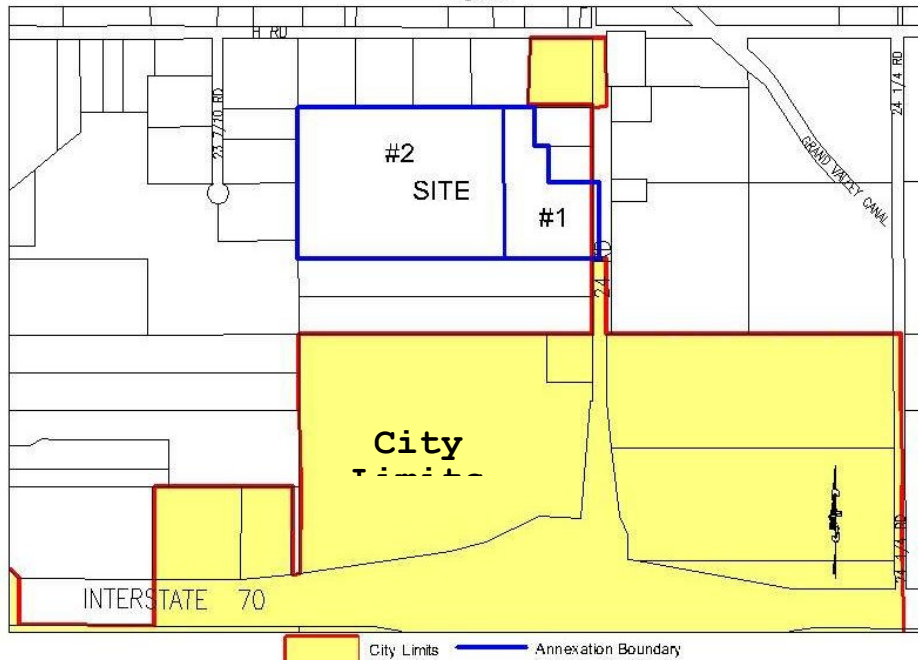 H RD
24 1/4 RD
23 7/10 RD
GRAND VALLEY CANAL
#2
SITE
#1
24 RD
City
Limits
24 1/4 RD
INTERSTATE 70
City Limits
Annexation Boundary